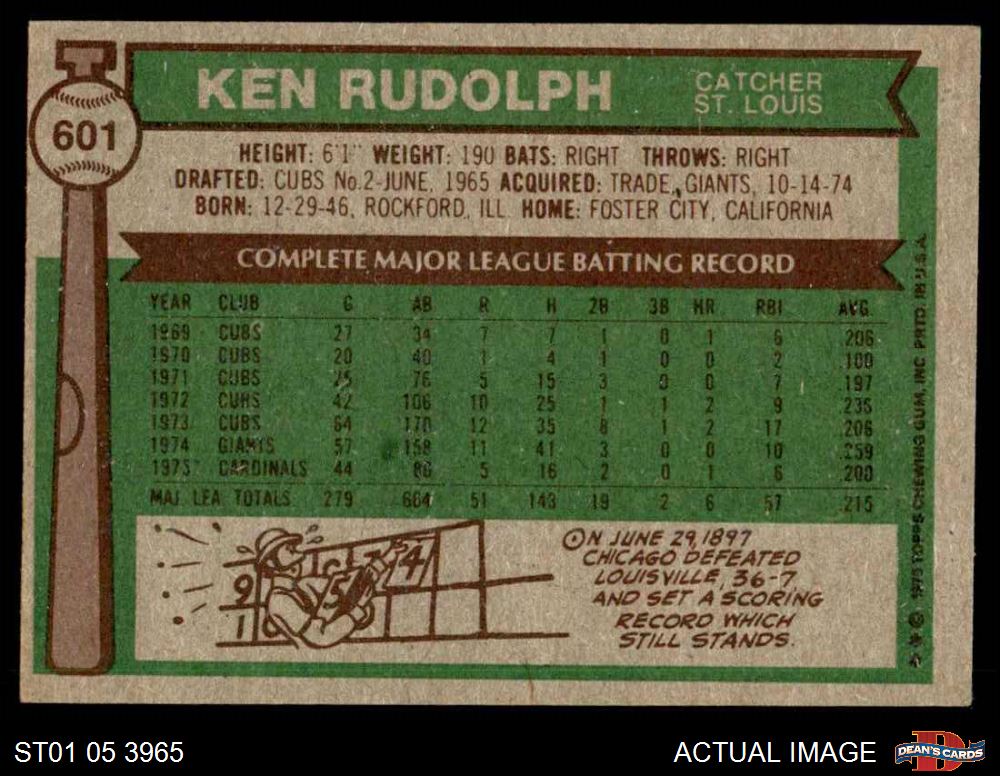 601
KEN RUDOLPH
CATCHER
ST. LOUIS
HEIGHT: 6'1" WEIGHT: 190 BATS: RIGHT THROWS: RIGHT
DRAFTED: CUBS No.2-JUNE, 1965 ACQUIRED: TRADE, GIANTS, 10-14-74
BORN: 12-29-46, ROCKFORD, ILL. HOME: FOSTER CITY, CALIFORNIA
COMPLETE MAJOR LEAGUE BATTING RECORD
YEAR CLUB G AB R H 2B 3B HR RBI AVG.
1969 CUBS 27 34 7 7 1 0 1 6 .206
1970 CUBS 20 40 1 4 1 0 0 2 .100
1971 CUBS 25 76 5 15 3 0 0 7 .197
1972 CUBS 42 106 10 25 1 1 2 9 .236
1973 CUBS 64 170 12 35 8 1 2 17 .206
1974 GIANTS 57 158 11 41 3 0 0 10 .259
1975 CARDINALS 44 80 5 16 2 0 1 6 .200
MAJ. LEA. TOTALS 279 664 51 143 19 2 6 57 .215
9 5 4
1
ON JUNE 29, 1897
CHICAGO DEFEATED
LOUISVILLE, 36-7
AND SET A SCORING
RECORD WHICH
STILL STANDS.
© 1975 TOPPS CHEWING GUM, INC. PRTD. IN U.S.A.
ST01 05 3965
ACTUAL IMAGE
DEAN'S CARDS